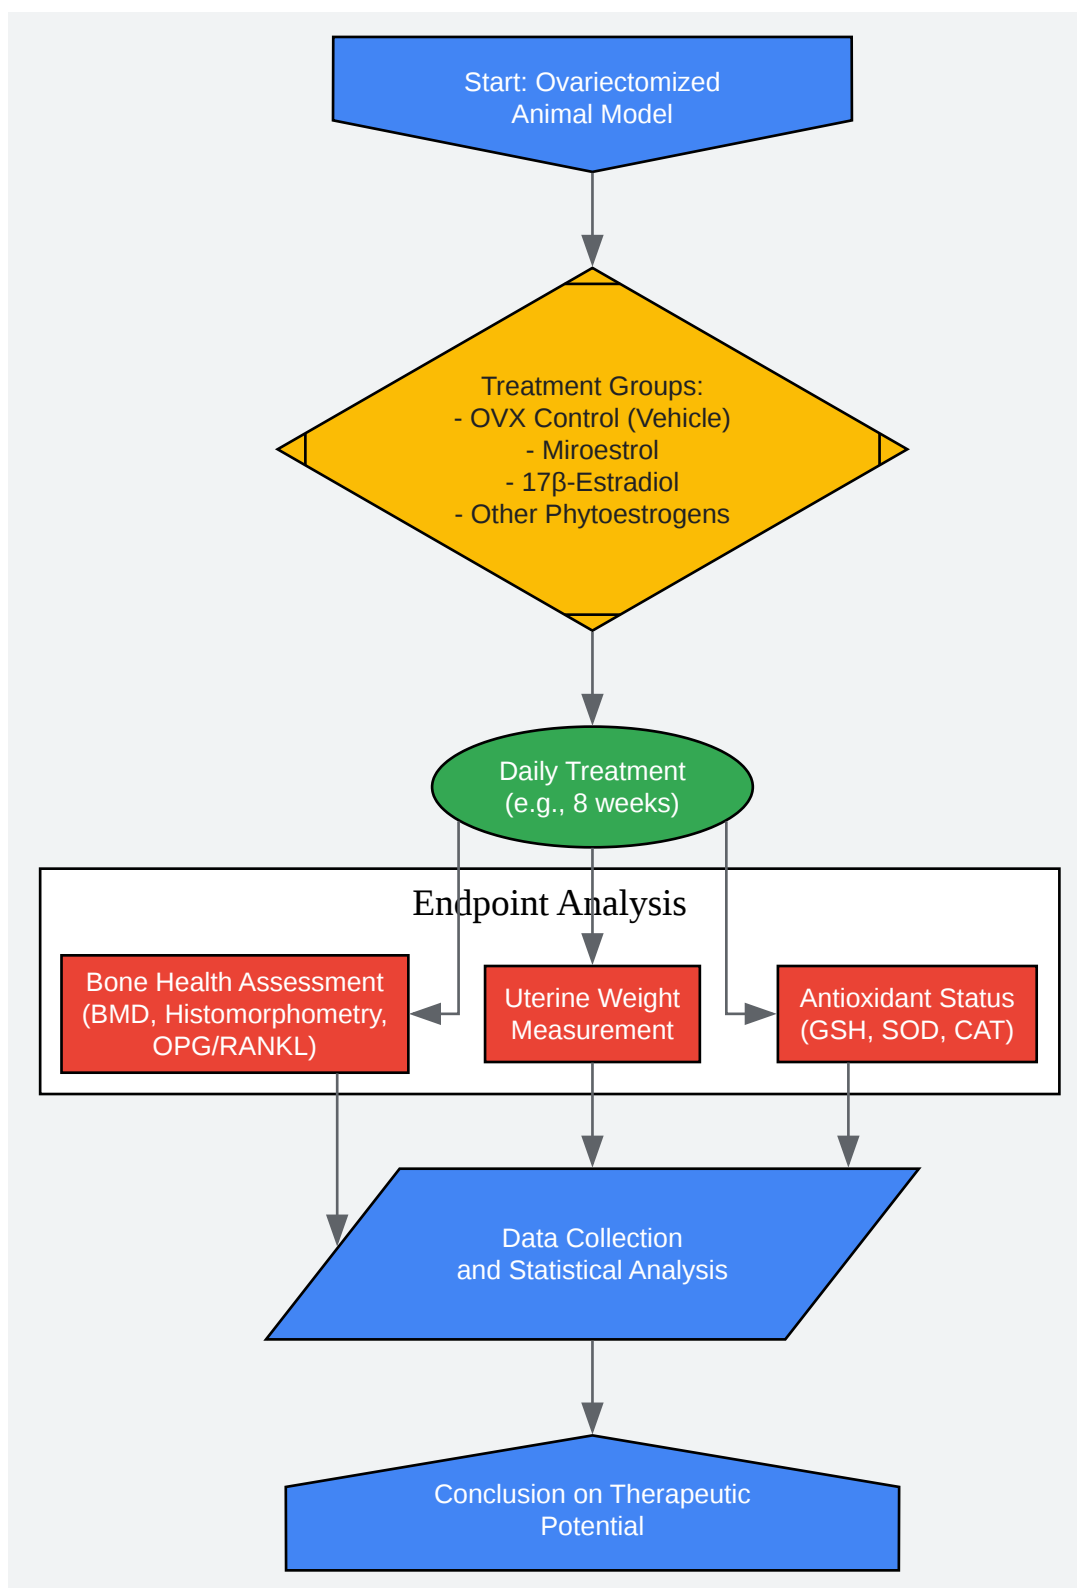 Start: Ovariectomized
Animal Model
Treatment Groups:
- OVX Control (Vehicle)
- Miroestrol
- 17β-Estradiol
- Other Phytoestrogens
Daily Treatment
(e.g., 8 weeks)
Endpoint Analysis
Bone Health Assessment
(BMD, Histomorphometry,
OPG/RANKL)
Uterine Weight
Measurement
Antioxidant Status
(GSH, SOD, CAT)
Data Collection
and Statistical Analysis
Conclusion on Therapeutic
Potential